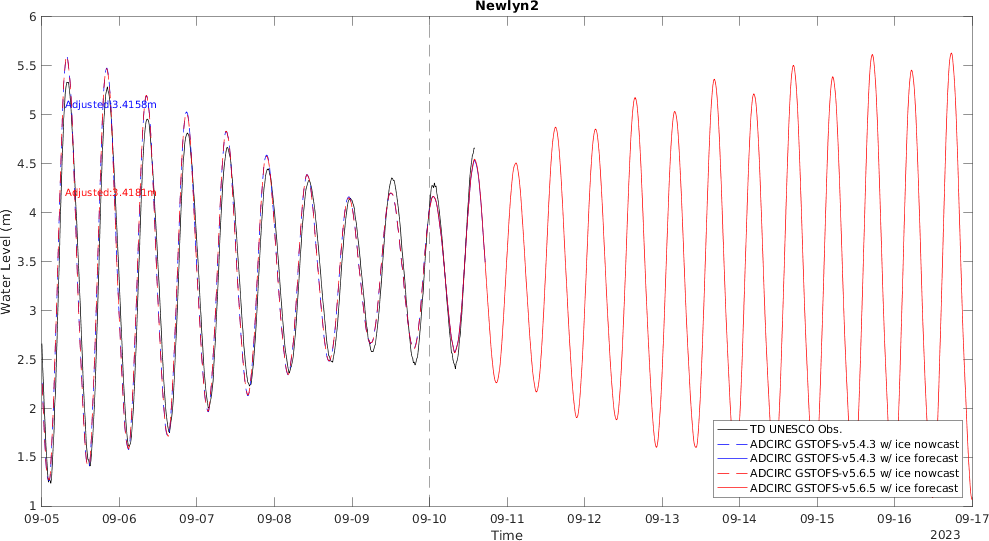 Newlyn2
6
5.5
5
4.5
4
3.5
3
2.5
2
1.5
1
Water Level (m)
Adjusted:3.4158m
Adjusted:3.4181m
TD UNESCO Obs.
ADCIRC GSTOFS-v5.4.3 w/ ice nowcast
ADCIRC GSTOFS-v5.4.3 w/ ice forecast
ADCIRC GSTOFS-v5.6.5 w/ ice nowcast
ADCIRC GSTOFS-v5.6.5 w/ ice forecast
09-05 09-06 09-07 09-08 09-09 09-10 09-11 09-12 09-13 09-14 09-15 09-16 09-17
Time
2023